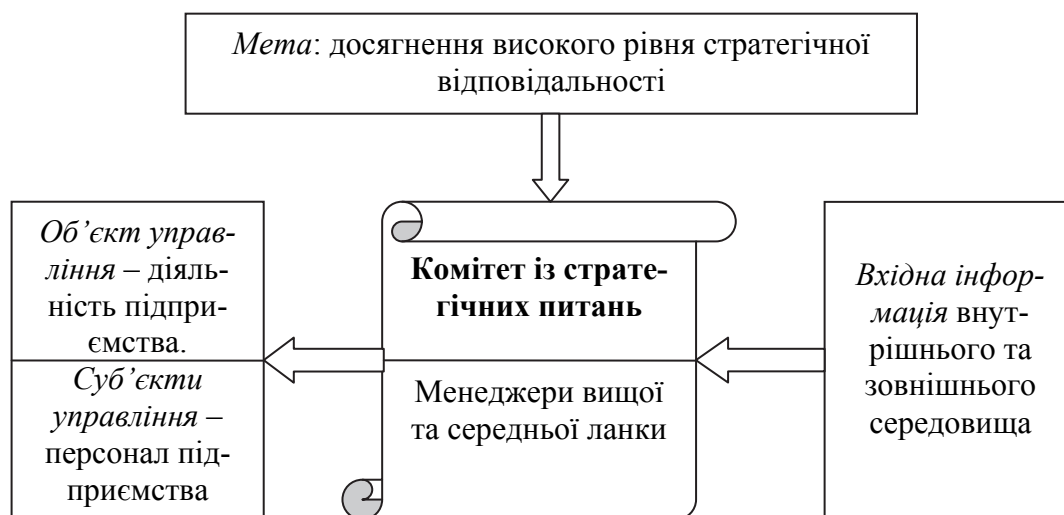 Мета: досягнення високого рівня стратегічної
відповідальності
Об’єкт управ-
ління – діяль-
ність підпри-
ємства.
Суб’єкти
управління –
персонал під-
приємства
Комітет із страте-
гічних питань
Менеджери вищої
та середньої ланки
Вхідна інфор-
мація внут-
рішнього та
зовнішнього
середовища